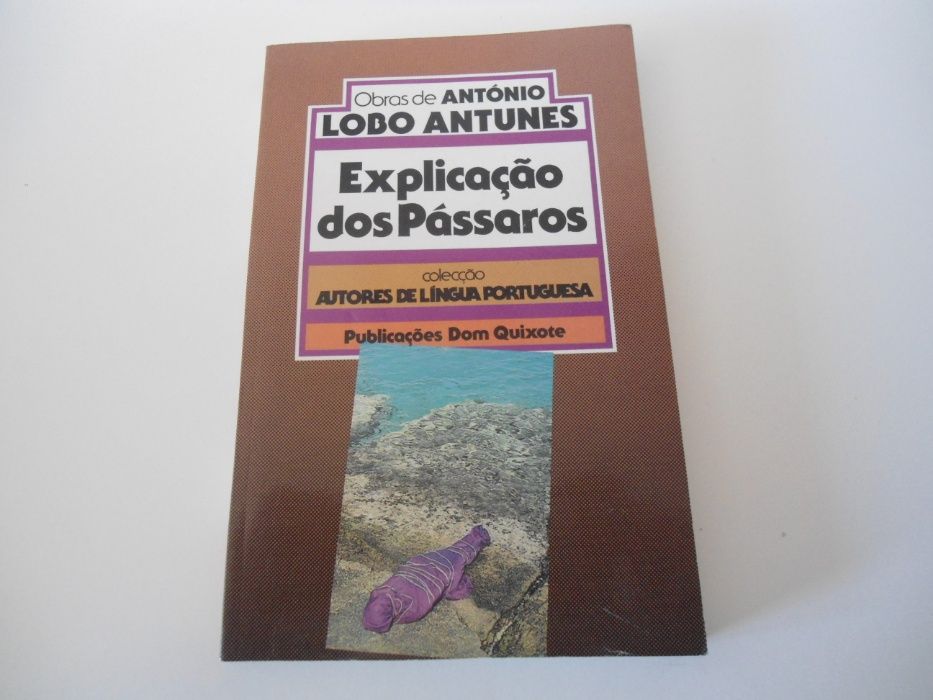 Obras de ANTÓNIO
LOBO ANTUNES
Explicação
dos Pássaros
colecção
AUTORES DE LÍNGUA PORTUGUESA
Publicações Dom Quixote